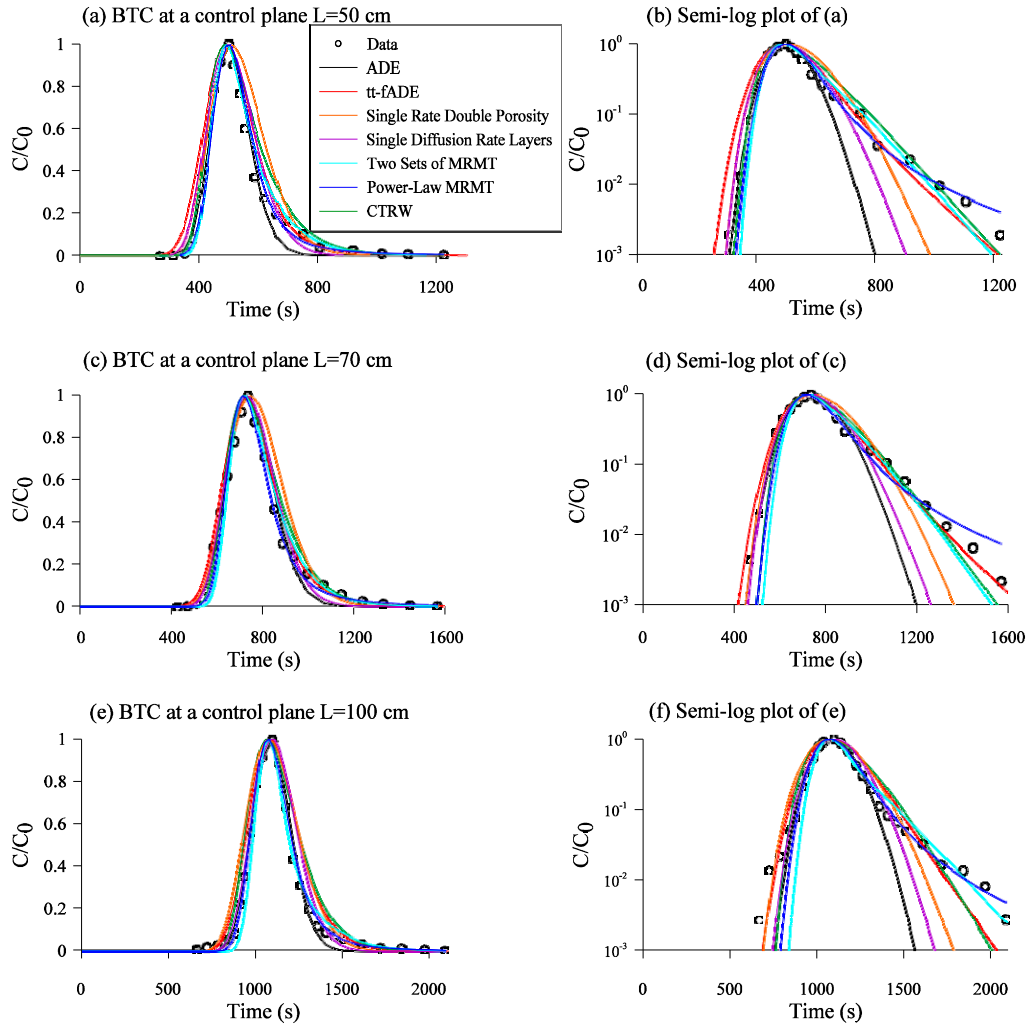 (a) BTC at a control plane L=50 cm
C/C0
1
0.8
0.6
0.4
0.2
0
0 400 800 1200
Time (s)
Data
ADE
tt-fADE
Single Rate Double Porosity
Single Diffusion Rate Layers
Two Sets of MRMT
Power-Law MRMT
CTRW
(b) Semi-log plot of (a)
C/C0
10^0
10^-1
10^-2
10^-3
0 400 800 1200
Time (s)
(c) BTC at a control plane L=70 cm
C/C0
1
0.8
0.6
0.4
0.2
0
0 400 800 1200 1600
Time (s)
(d) Semi-log plot of (c)
C/C0
10^0
10^-1
10^-2
10^-3
0 400 800 1200 1600
Time (s)
(e) BTC at a control plane L=100 cm
C/C0
1
0.8
0.6
0.4
0.2
0
0 500 1000 1500 2000
Time (s)
(f) Semi-log plot of (e)
C/C0
10^0
10^-1
10^-2
10^-3
0 500 1000 1500 2000
Time (s)